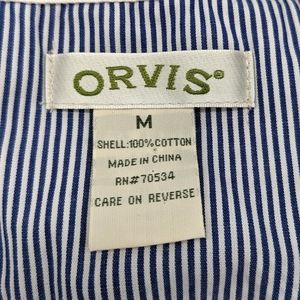 ORVIS®
M
SHELL:100%COTTON
MADE IN CHINA
RN#70534
CARE ON REVERSE